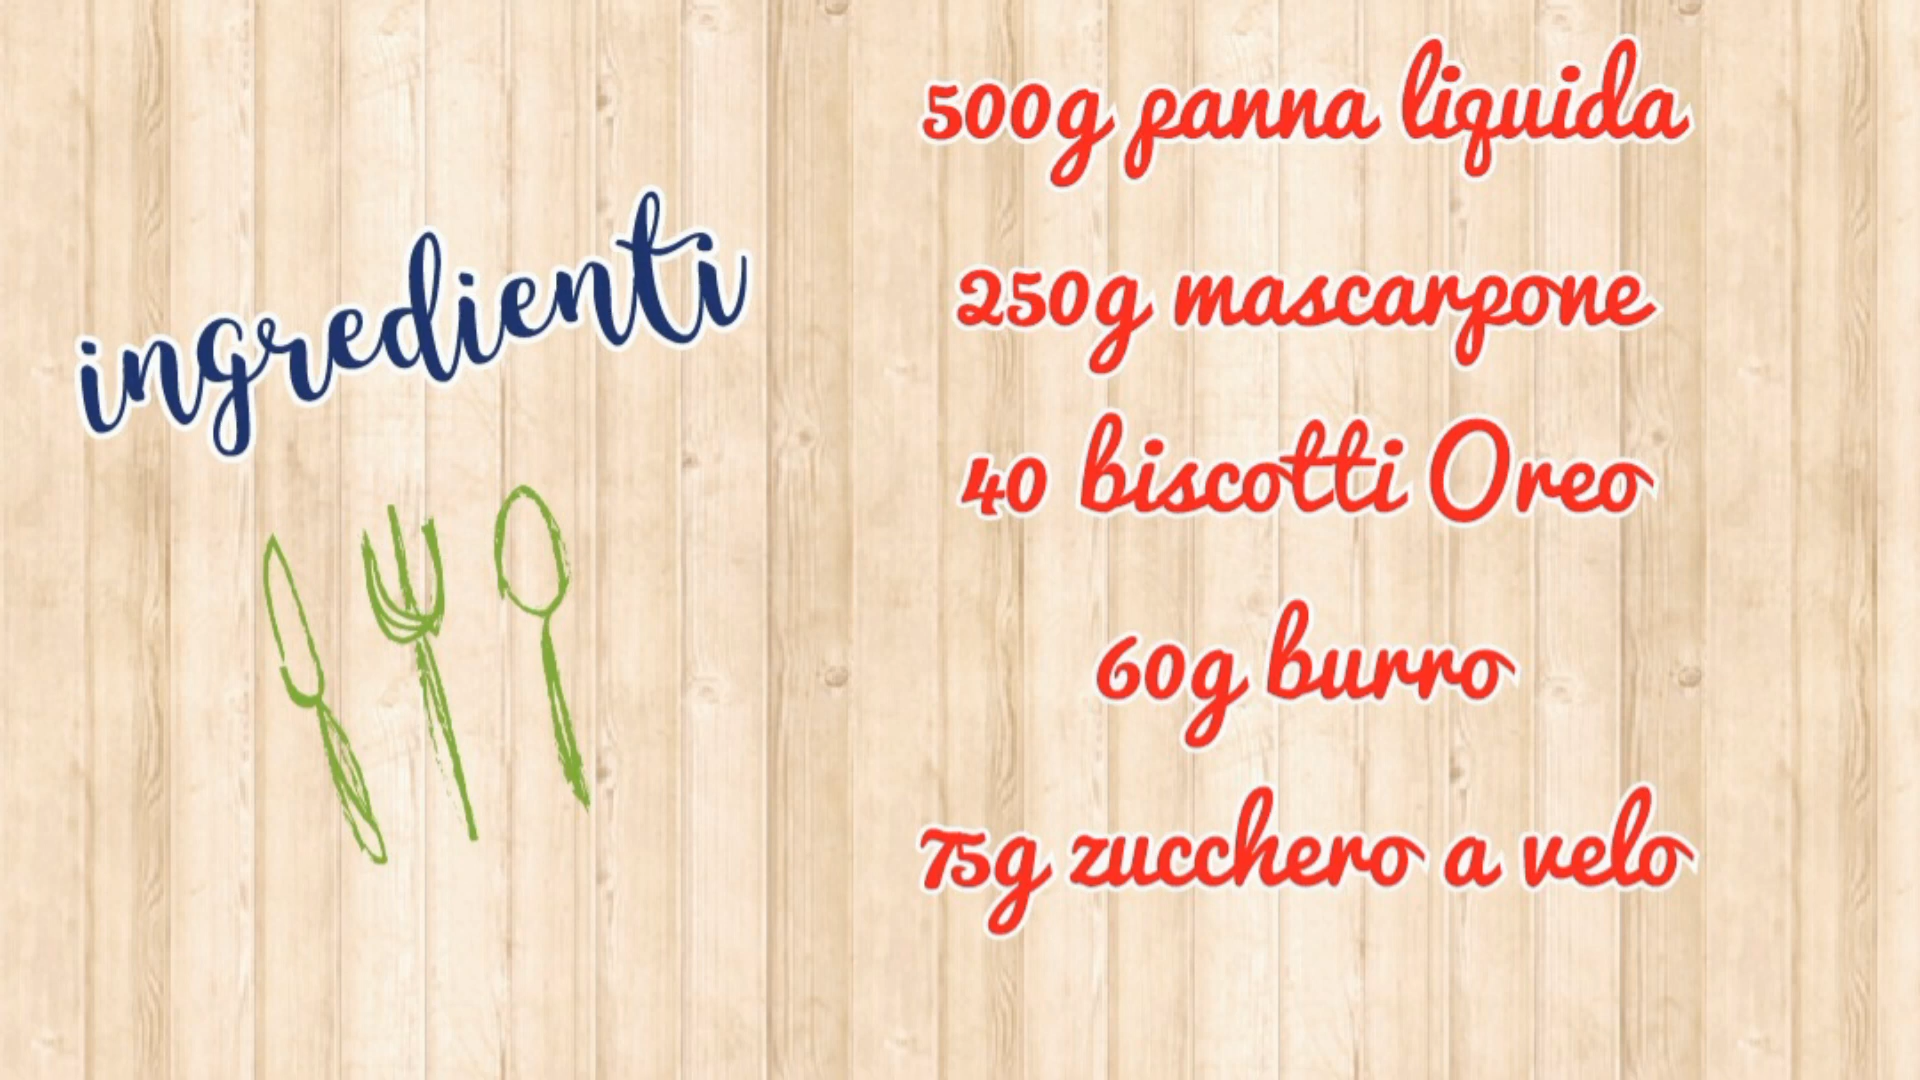 ingredienti
500g panna liquida
250g mascarpone
40 biscotti Oreo
60g burro
75g zucchero a velo